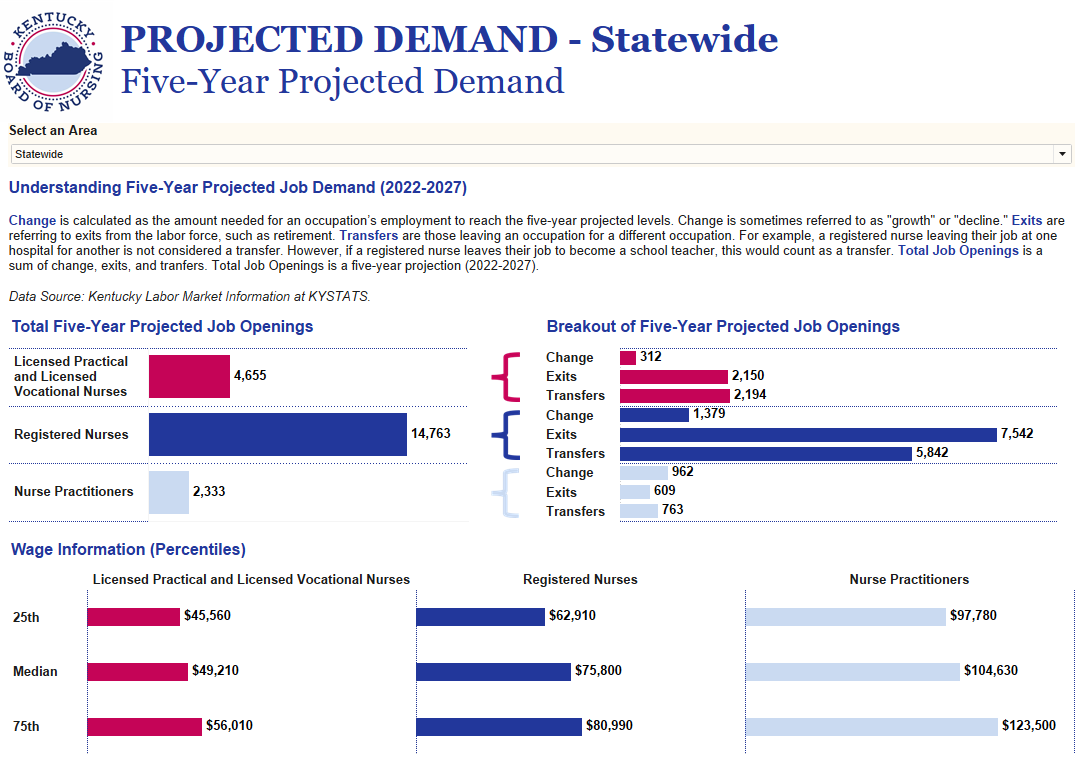 KENTUCKY
BOARD OF NURSING
PROJECTED DEMAND - Statewide
Five-Year Projected Demand
Select an Area
Statewide
Understanding Five-Year Projected Job Demand (2022-2027)
Change is calculated as the amount needed for an occupation's employment to reach the five-year projected levels. Change is sometimes referred to as "growth" or "decline." Exits are
referring to exits from the labor force, such as retirement. Transfers are those leaving an occupation for a different occupation. For example, a registered nurse leaving their job at one
hospital for another is not considered a transfer. However, if a registered nurse leaves their job to become a school teacher, this would count as a transfer. Total Job Openings is a
sum of change, exits, and tranfers. Total Job Openings is a five-year projection (2022-2027).
Data Source: Kentucky Labor Market Information at KYSTATS.
Total Five-Year Projected Job Openings
Licensed Practical
and Licensed
Vocational Nurses
4,655
Registered Nurses
14,763
Nurse Practitioners
2,333
Breakout of Five-Year Projected Job Openings
Change 312
Exits 2,150
Transfers 2,194
Change 1,379
Exits 7,542
Transfers 5,842
Change 962
Exits 609
Transfers 763
Wage Information (Percentiles)
Licensed Practical and Licensed Vocational Nurses Registered Nurses Nurse Practitioners
25th $45,560 $62,910 $97,780
Median $49,210 $75,800 $104,630
75th $56,010 $80,990 $123,500